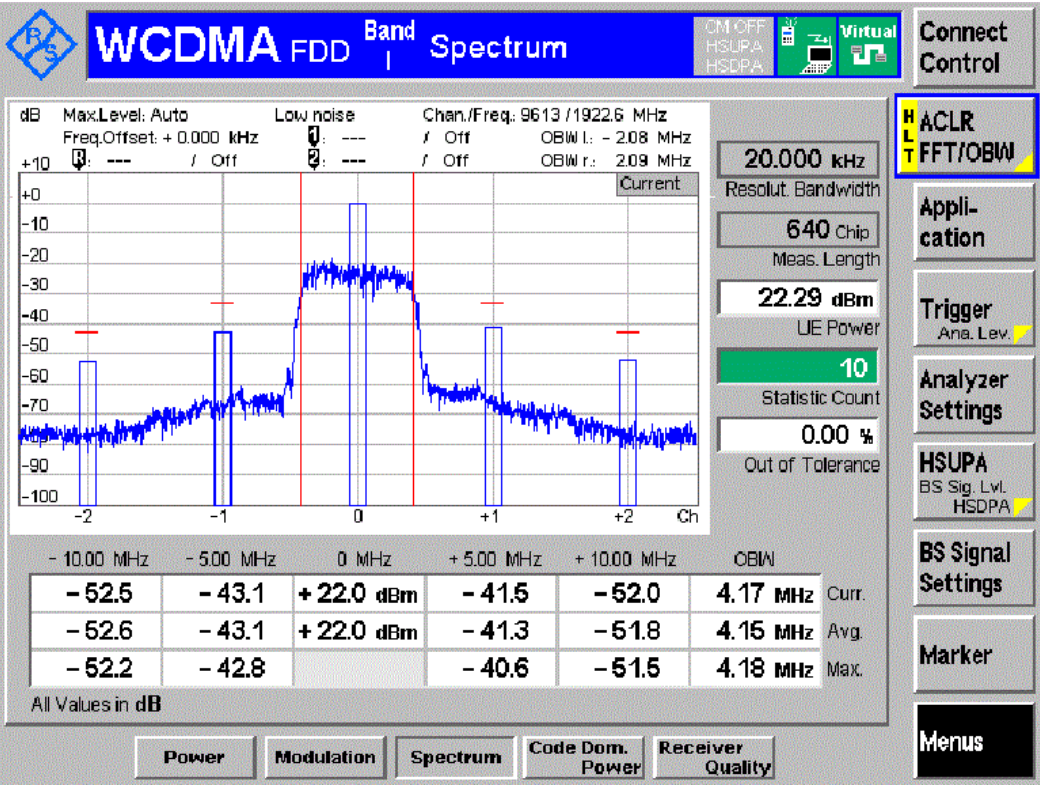 R&S
WCDMA FDD Band I Spectrum
CM OFF
HSUPA
HSDPA
Virtual
Connect Control
dB Max.Level: Auto Low noise Chan./Freq.: 9613 / 1922.6 MHz
Freq.Offset: + 0.000 kHz 1: --- / Off OBW l.: - 2.08 MHz
R: --- / Off 2: --- / Off OBW r.: 2.09 MHz
Current
+10
+0
-10
-20
-30
-40
-50
-60
-70
-80
-90
-100
-2 -1 0 +1 +2 Ch
20.000 kHz
Resolut. Bandwidth
640 Chip
Meas. Length
22.29 dBm
UE Power
10
Statistic Count
0.00 %
Out of Tolerance
- 10.00 MHz - 5.00 MHz 0 MHz + 5.00 MHz + 10.00 MHz OBW
- 52.5 - 43.1 + 22.0 dBm - 41.5 - 52.0 4.17 MHz Curr.
- 52.6 - 43.1 + 22.0 dBm - 41.3 - 51.8 4.15 MHz Avg.
- 52.2 - 42.8 - 40.6 - 51.5 4.18 MHz Max.
All Values in dB
HLT
ACLR
FFT/OBW
Appli-
cation
Trigger
Ana. Lev.
Analyzer
Settings
HSUPA
BS Sig. Lvl.
HSDPA
BS Signal
Settings
Marker
Menus
Power
Modulation
Spectrum
Code Dom.
Power
Receiver
Quality